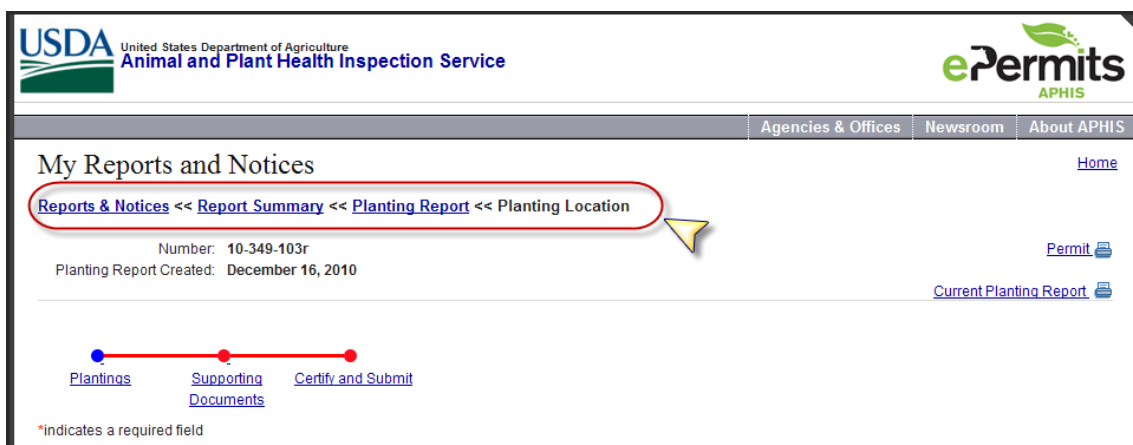 USDA
United States Department of Agriculture
Animal and Plant Health Inspection Service
ePermits
APHIS
Agencies & Offices Newsroom About APHIS
My Reports and Notices
Home
Reports & Notices << Report Summary << Planting Report << Planting Location
Number: 10-349-103r
Permit
Planting Report Created: December 16, 2010
Current Planting Report
Plantings Supporting Certify and Submit
Documents
*indicates a required field